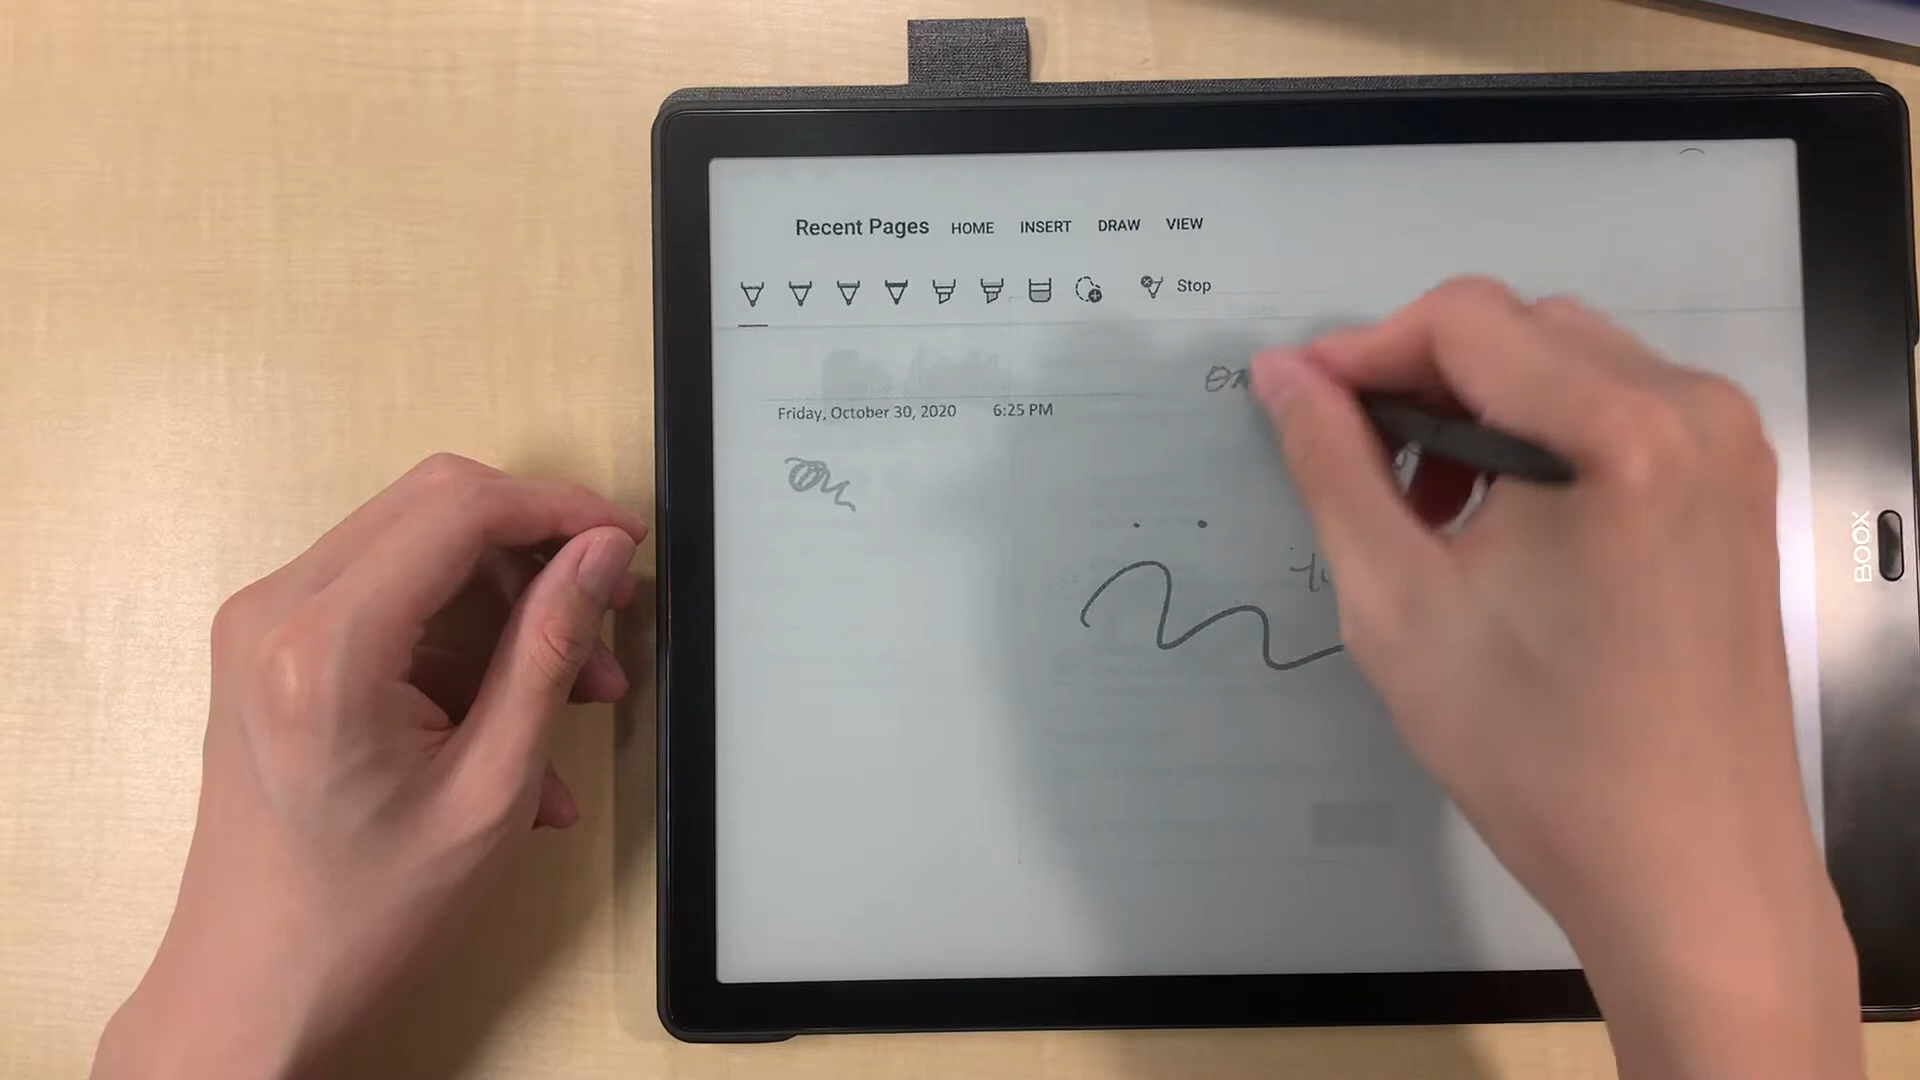 Recent Pages HOME INSERT DRAW VIEW
Stop
Friday, October 30, 2020 6:25 PM
BOOX